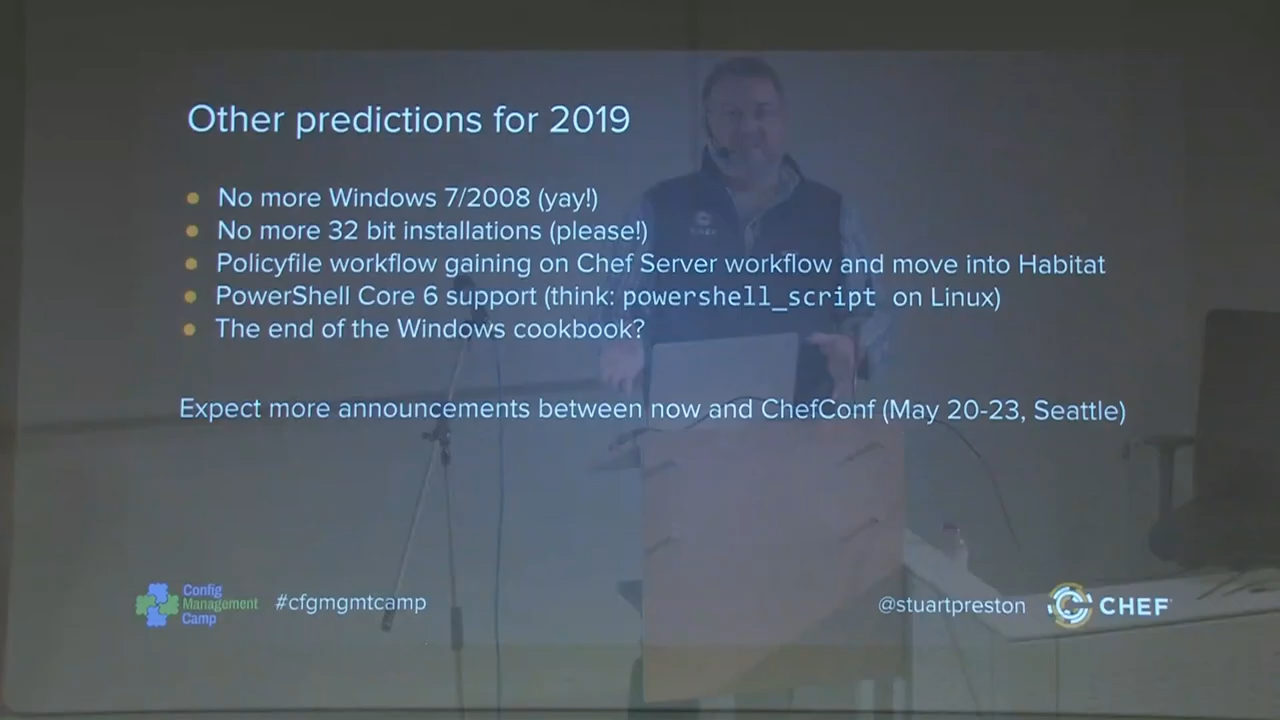 Other predictions for 2019
No more Windows 7/2008 (yay!)
No more 32 bit installations (please!)
Policyfile workflow gaining on Chef Server workflow and move into Habitat
PowerShell Core 6 support (think: powershell_script on Linux)
The end of the Windows cookbook?
Expect more announcements between now and ChefConf (May 20-23, Seattle)
Config
Management
Camp
#cfgmgmtcamp
@stuartpreston
CHEF